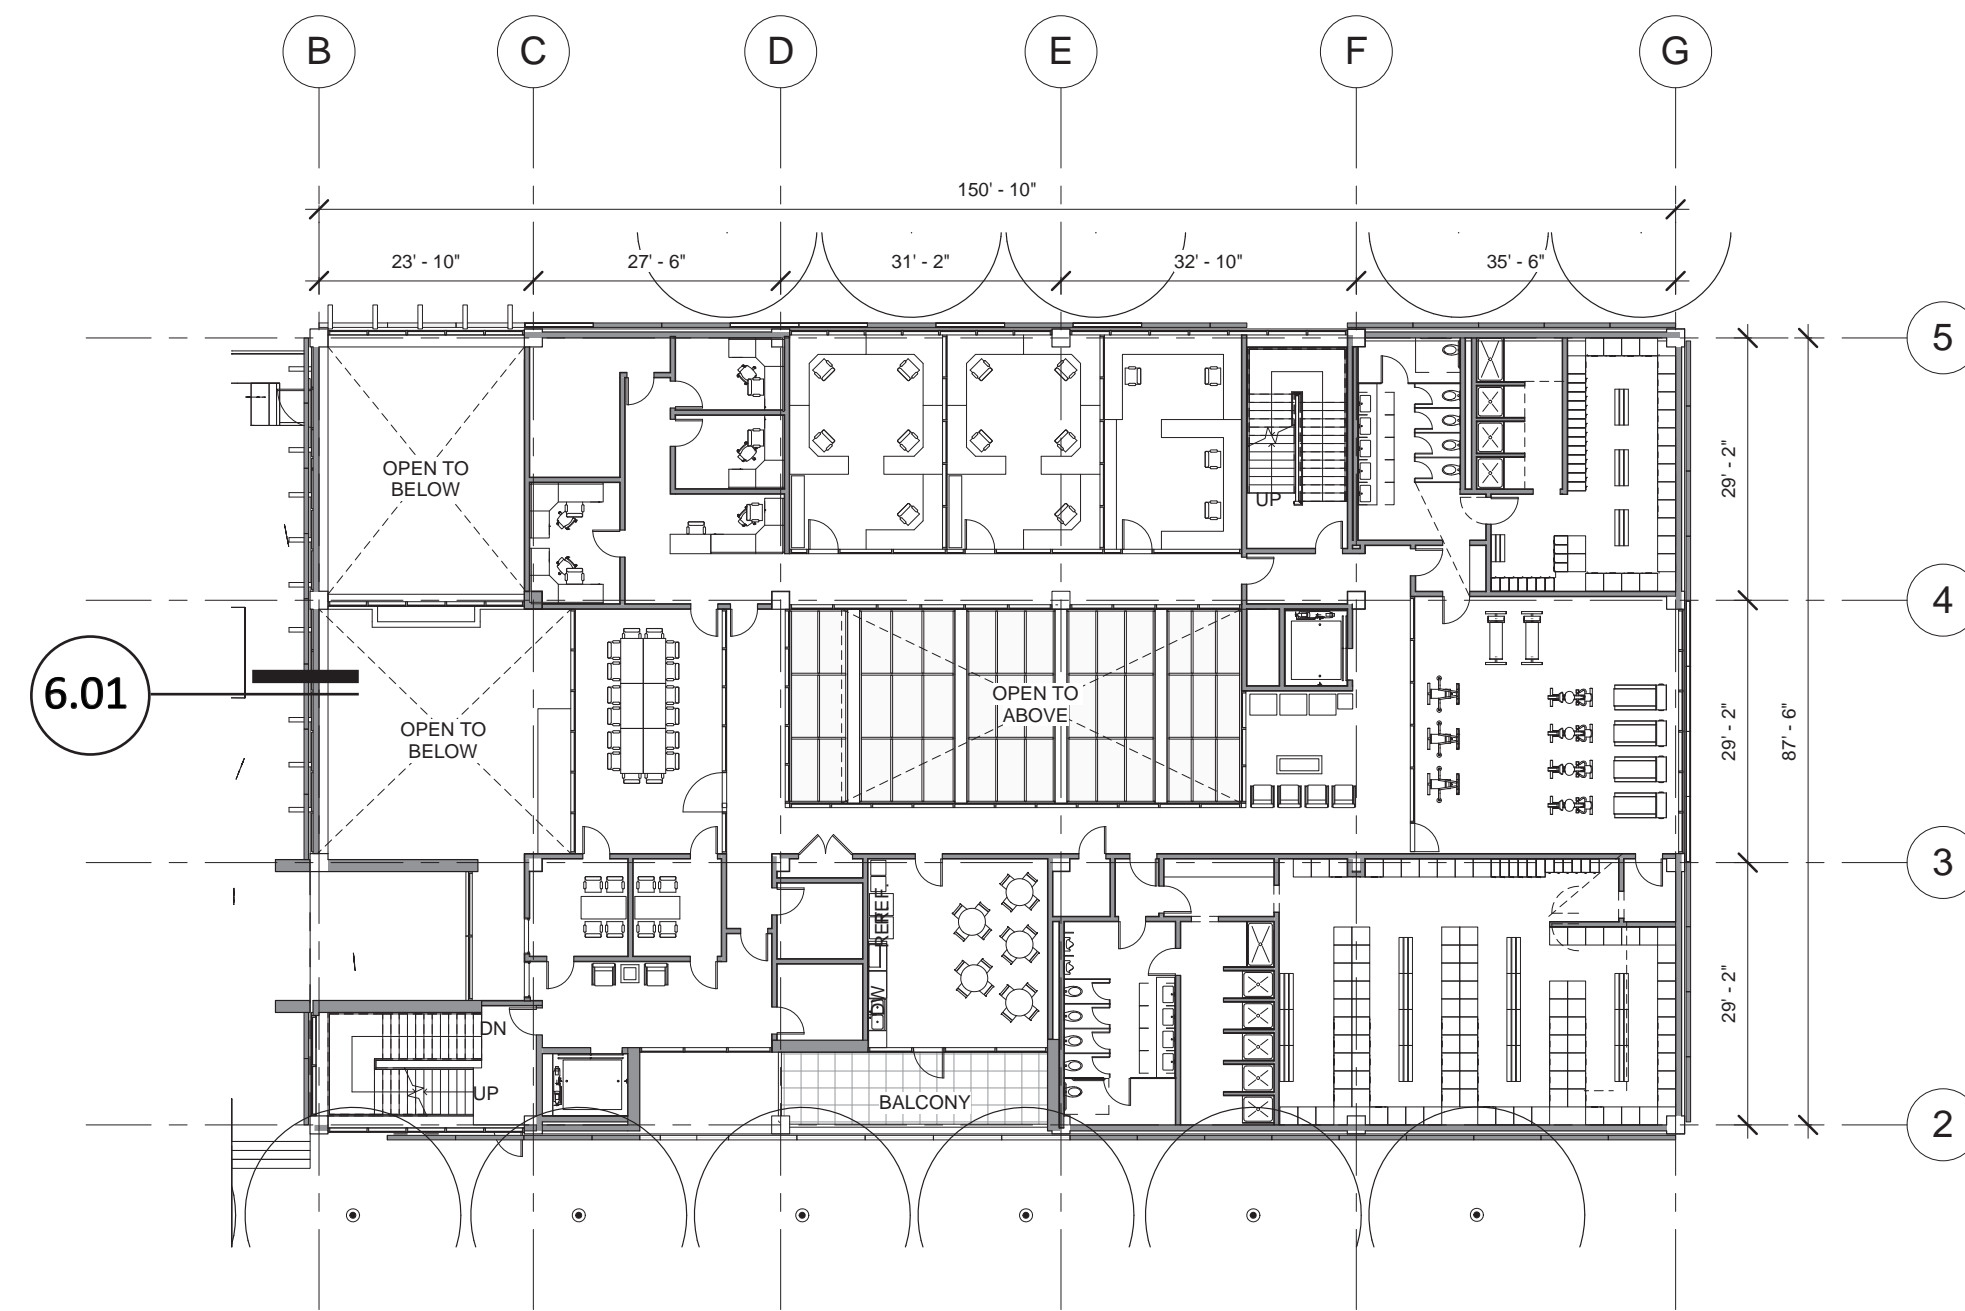 B C D E F G
150' - 10"
23' - 10" 27' - 6" 31' - 2" 32' - 10" 35' - 6"
5
OPEN TO
BELOW
29' - 2"
UP
4
6.01
OPEN TO
BELOW
OPEN TO
ABOVE
29' - 2"
87' - 6"
3
REF
REF
DW
29' - 2"
DN
UP
BALCONY
2